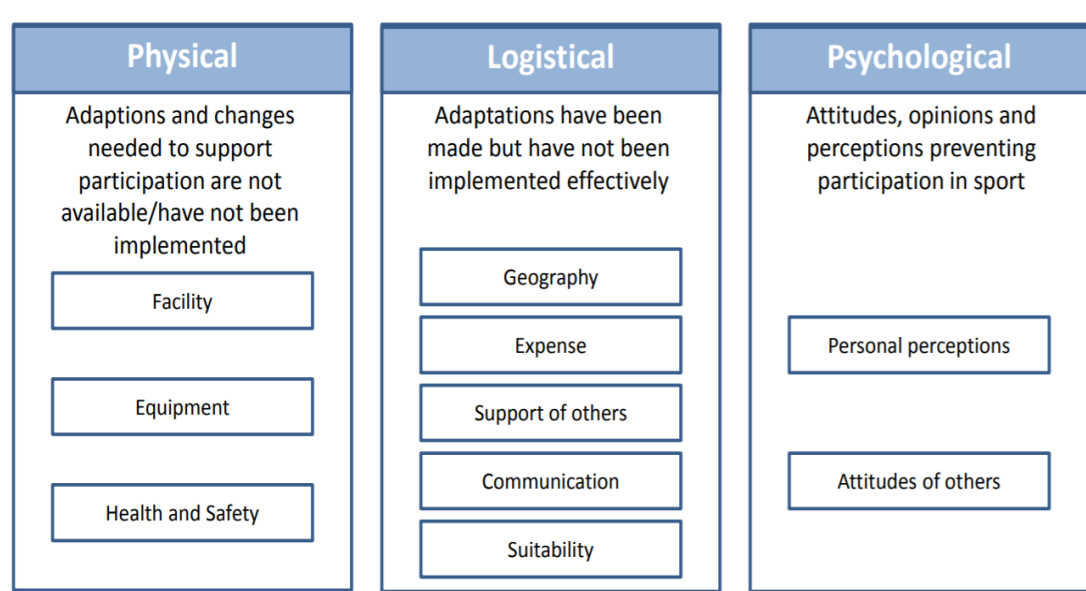 Physical
Adaptions and changes
needed to support
participation are not
available/have not been
implemented
Facility
Equipment
Health and Safety
Logistical
Adaptations have been
made but have not been
implemented effectively
Geography
Expense
Support of others
Communication
Suitability
Psychological
Attitudes, opinions and
perceptions preventing
participation in sport
Personal perceptions
Attitudes of others